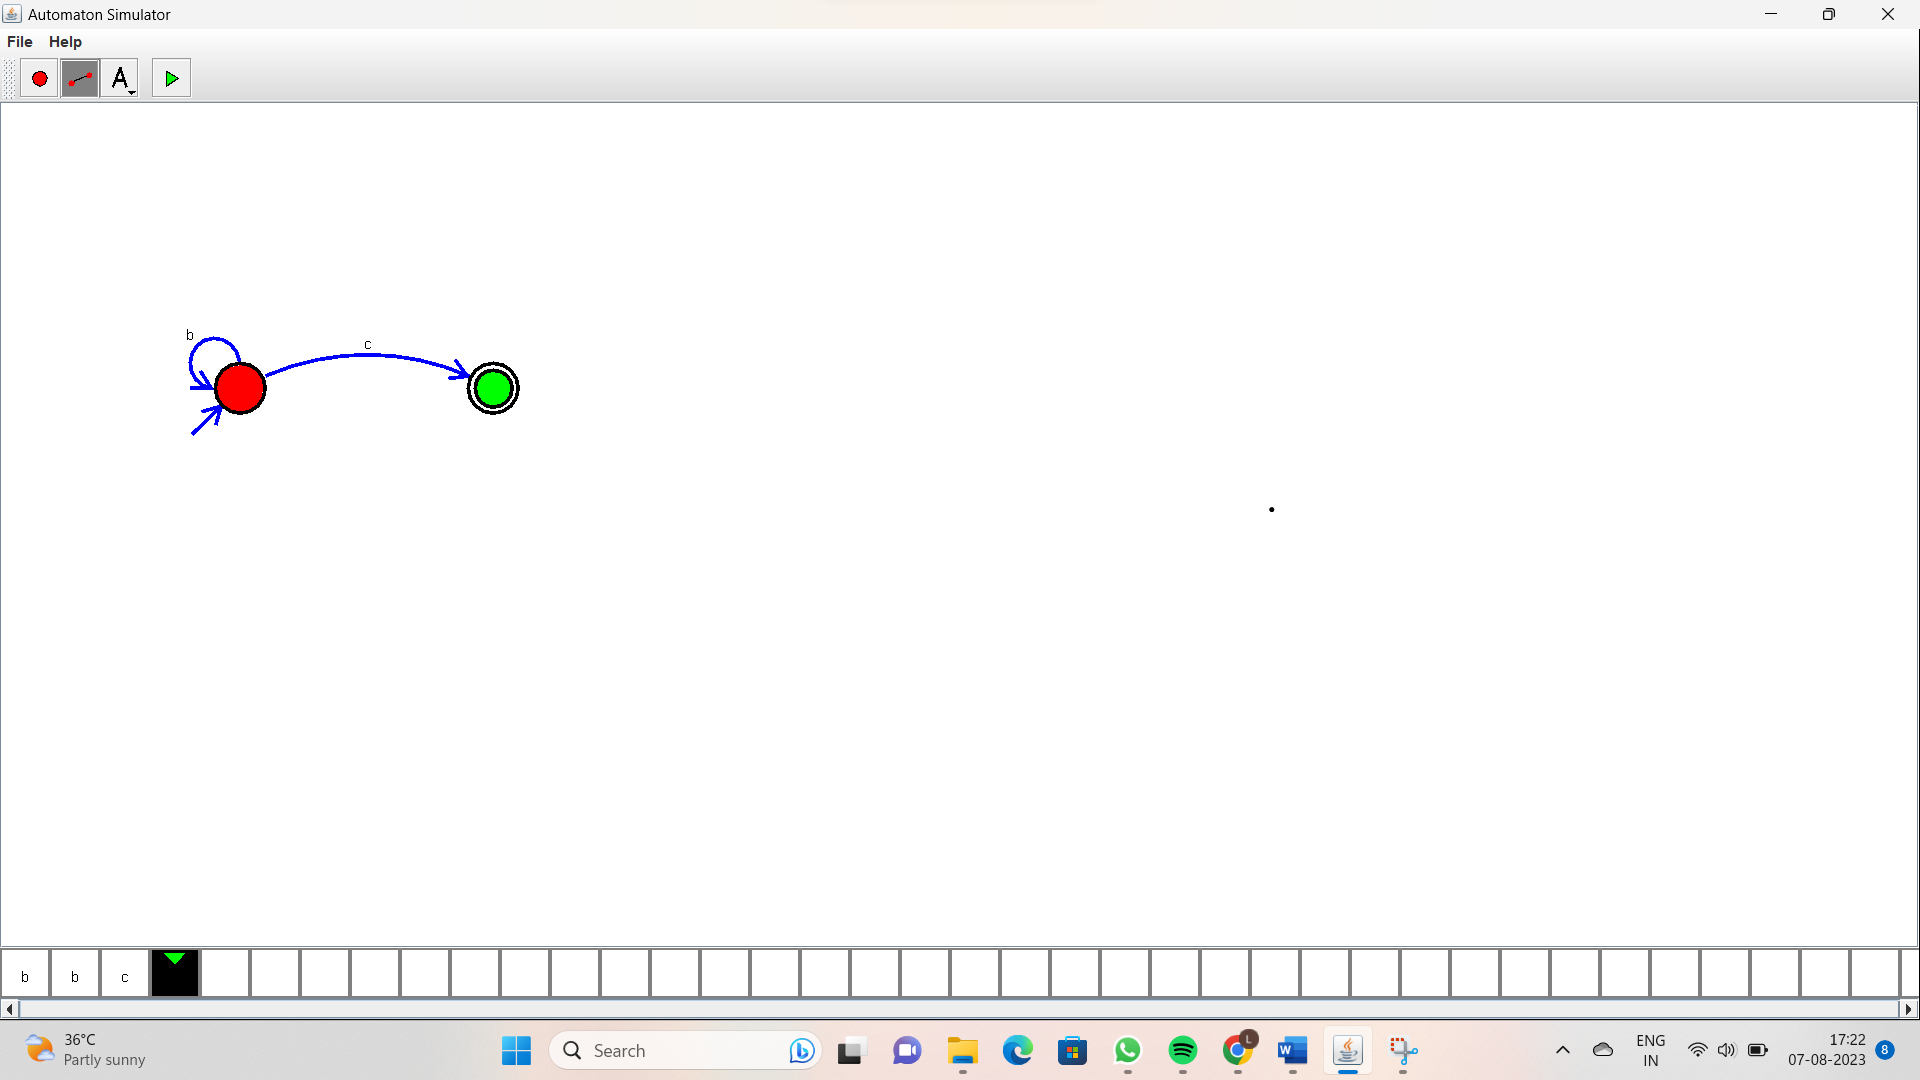 Automaton Simulator
File Help
A
b
c
b b c
36°C
Partly sunny
Search
L
W
ENG
IN
17:22
07-08-2023
8